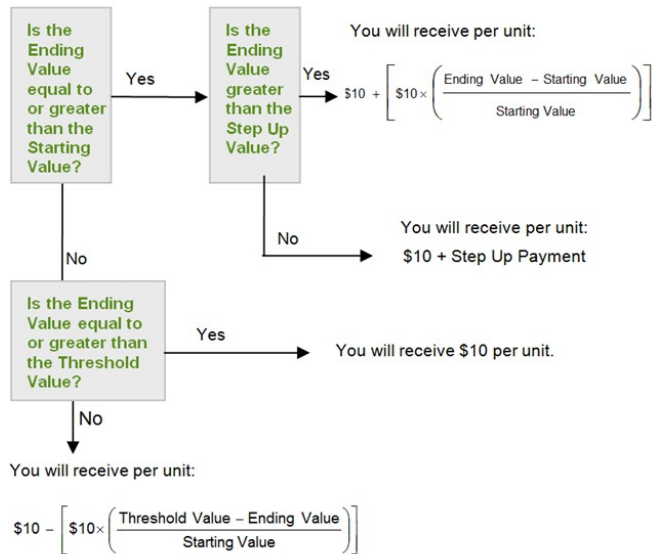 Is the
Ending
Value
equal to
or greater
than the
Starting
Value?
Yes
Is the
Ending
Value
greater
than the
Step Up
Value?
Yes
You will receive per unit:
$10 + [ $10 × ( Ending Value – Starting Value / Starting Value ) ]
No
You will receive per unit:
$10 + Step Up Payment
No
Is the Ending
Value equal to
or greater than
the Threshold
Value?
Yes
You will receive $10 per unit.
No
You will receive per unit:
$10 – [ $10× ( Threshold Value – Ending Value / Starting Value ) ]